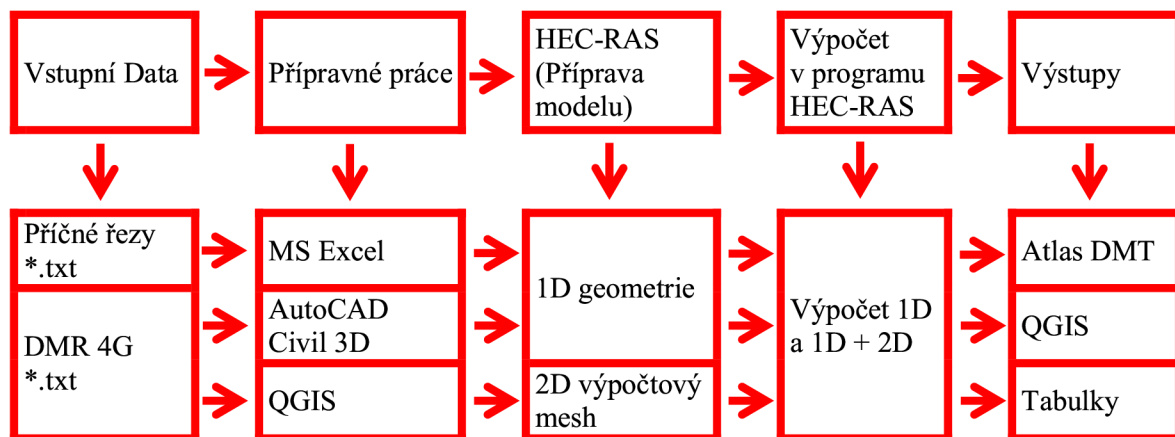 Vstupní Data
Přípravné práce
HEC-RAS
(Příprava
modelu)
Výpočet
v programu
HEC-RAS
Výstupy
Příčné řezy
*.txt
MS Excel
1D geometrie
Výpočet 1D
a 1D + 2D
Atlas DMT
DMR 4G
*.txt
AutoCAD
Civil 3D
QGIS
QGIS
2D výpočtový
mesh
Tabulky